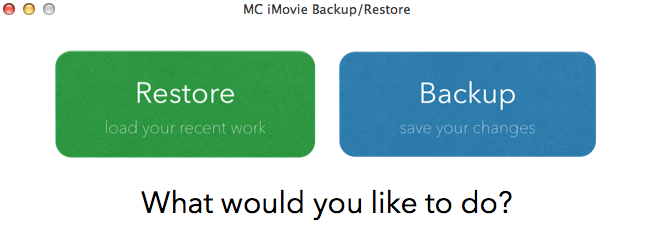 MC iMovie Backup/Restore
Restore
load your recent work
Backup
save your changes
What would you like to do?